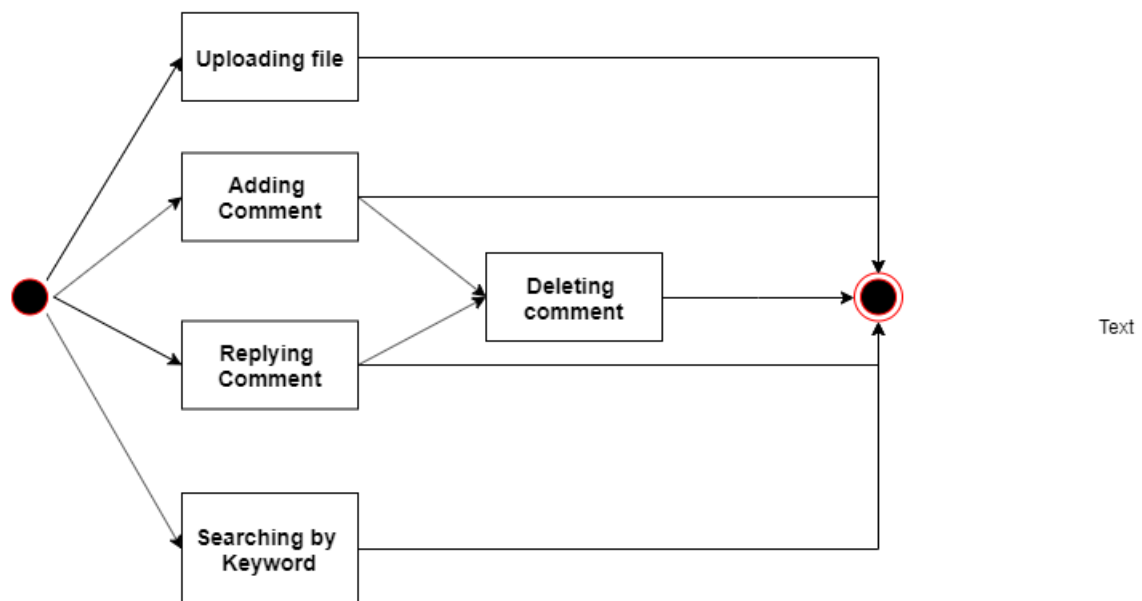 Uploading file
Adding
Comment
Deleting
comment
Text
Replying
Comment
Searching by
Keyword